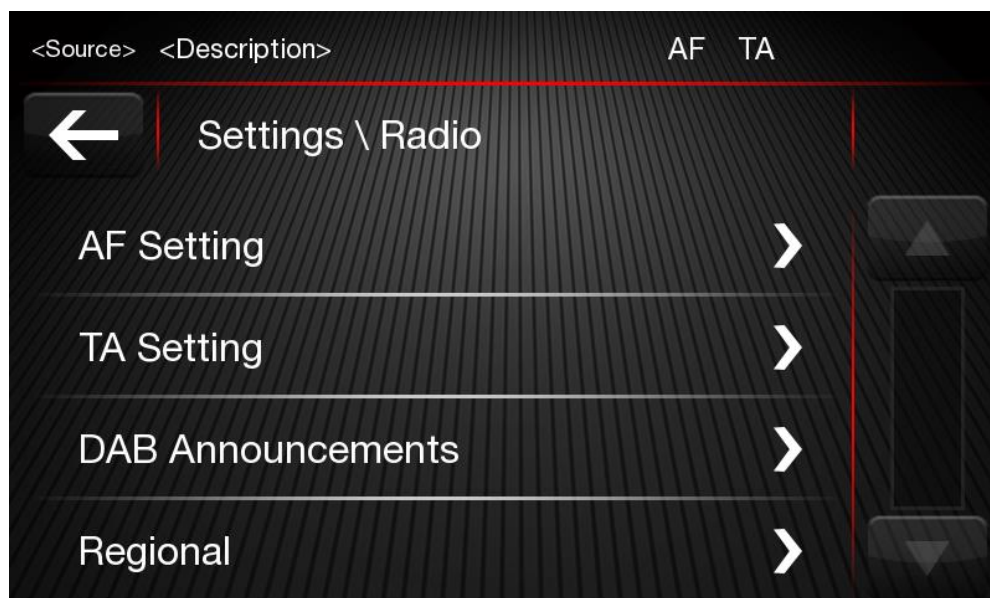 <Source> <Description> AF TA
Settings \ Radio
AF Setting
TA Setting
DAB Announcements
Regional